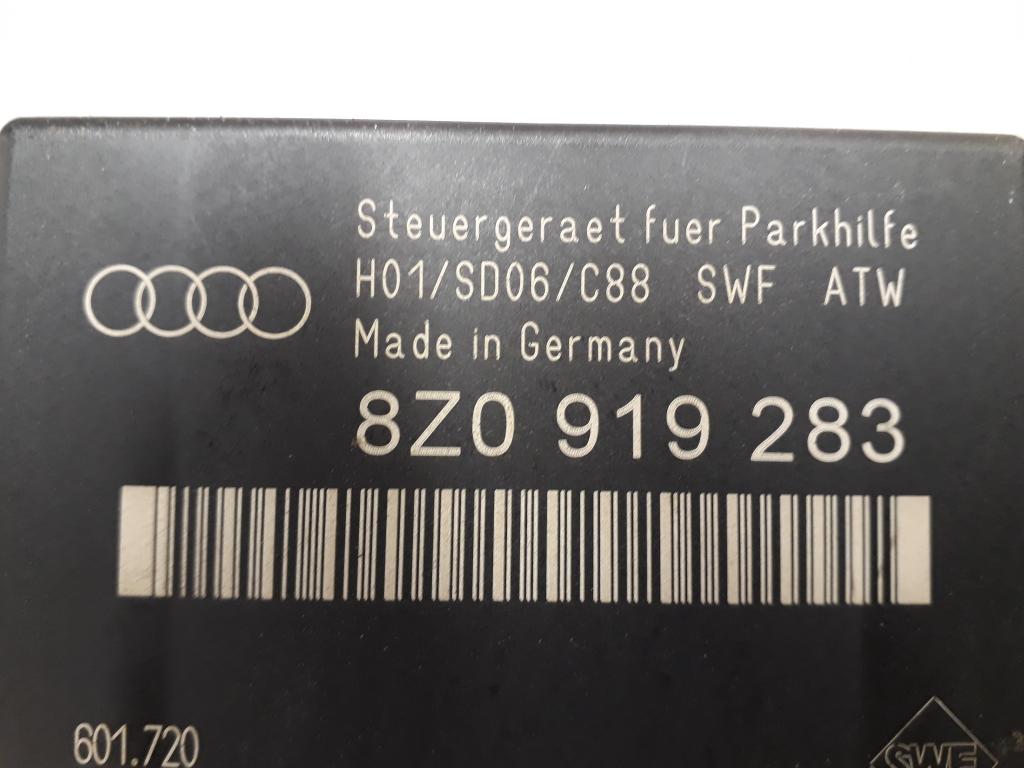 Steuergeraet fuer Parkhilfe
H01/SD06/C88 SWF ATW
Made in Germany
8Z0 919 283
601.720
SWF